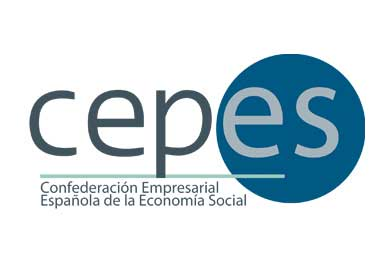 cepes
Confederación Empresarial
Española de la Economía Social